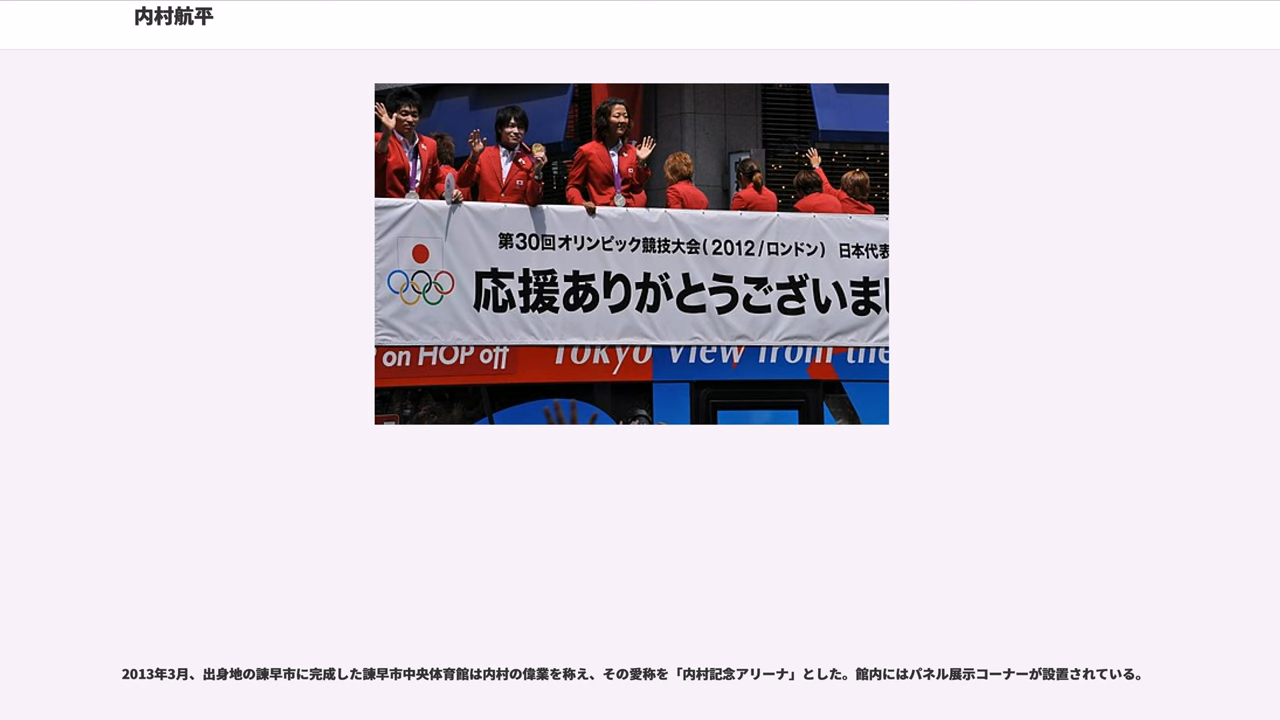 内村航平
第30回オリンピック競技大会(2012/ロンドン) 日本代表
応援ありがとうございま
on HOP off Tokyo View from the
2013年3月、出身地の諫早市に完成した諫早市中央体育館は内村の偉業を称え、その愛称を「内村記念アリーナ」とした。館内にはパネル展示コーナーが設置されている。